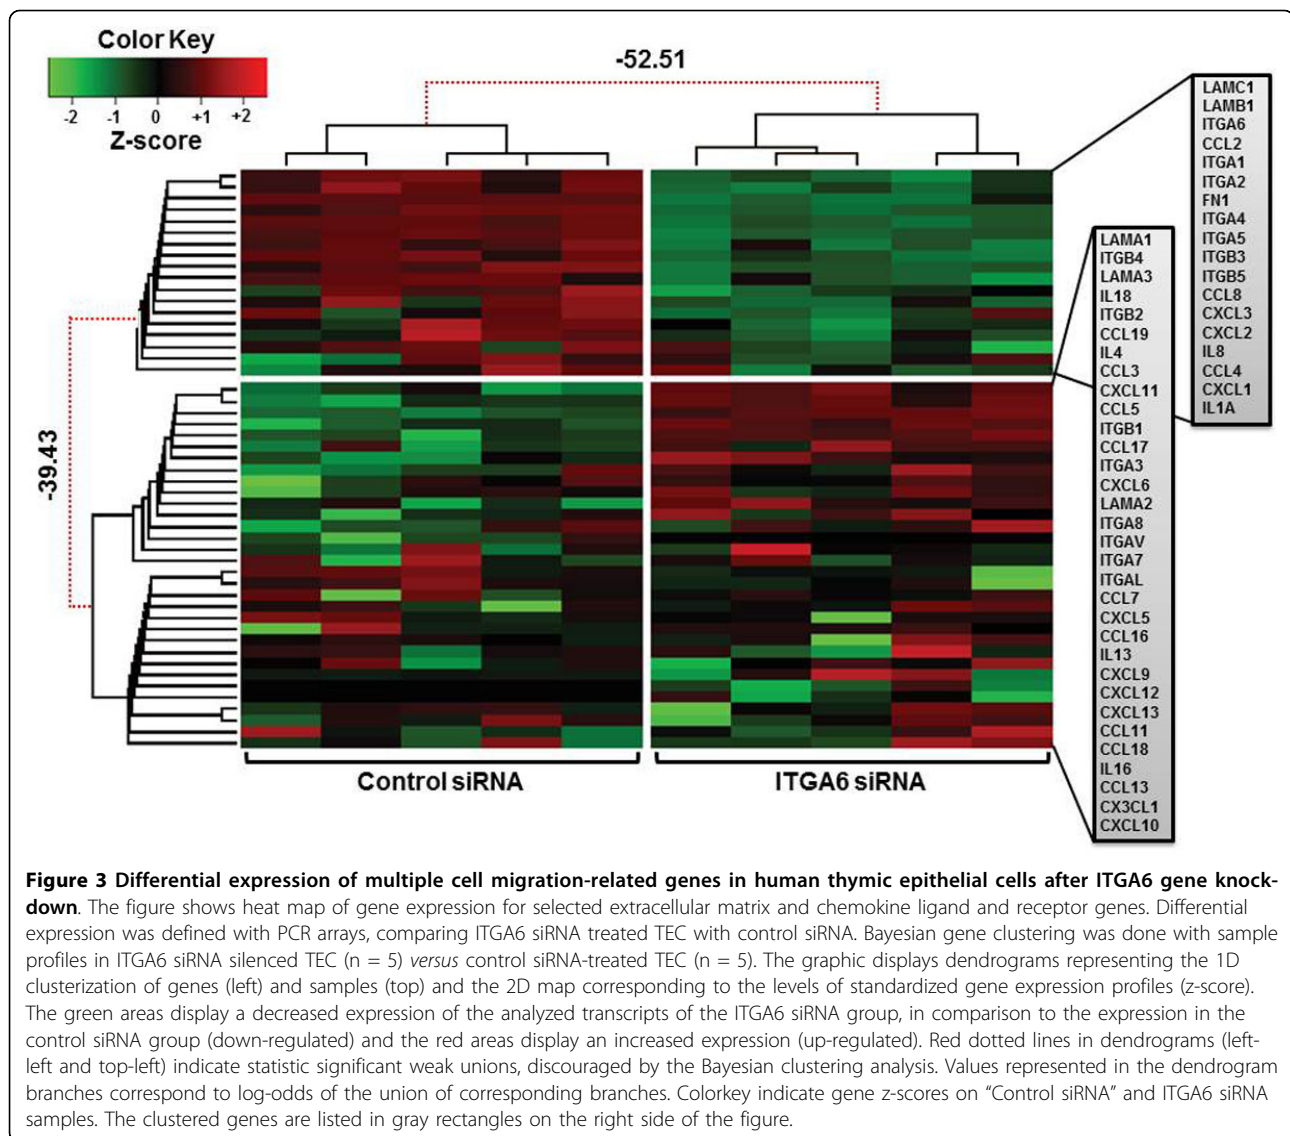 Color Key
-2 -1 0 +1 +2
Z-score
-52.51
-39.43
LAMC1
LAMB1
ITGA6
CCL2
ITGA1
ITGA2
FN1
ITGA4
ITGA5
ITGB3
ITGB5
CCL8
CXCL3
CXCL2
IL8
CCL4
CXCL1
IL1A
LAMA1
ITGB4
LAMA3
IL18
ITGB2
CCL19
IL4
CCL3
CXCL11
CCL5
ITGB1
CCL17
ITGA3
CXCL6
LAMA2
ITGA8
ITGAV
ITGA7
ITGAL
CCL7
CXCL5
CCL16
IL13
CXCL9
CXCL12
CXCL13
CCL11
CCL18
IL16
CCL13
CX3CL1
CXCL10
Control siRNA
ITGA6 siRNA
Figure 3 Differential expression of multiple cell migration-related genes in human thymic epithelial cells after ITGA6 gene knock-
down. The figure shows heat map of gene expression for selected extracellular matrix and chemokine ligand and receptor genes. Differential
expression was defined with PCR arrays, comparing ITGA6 siRNA treated TEC with control siRNA. Bayesian gene clustering was done with sample
profiles in ITGA6 siRNA silenced TEC (n = 5) versus control siRNA-treated TEC (n = 5). The graphic displays dendrograms representing the 1D
clusterization of genes (left) and samples (top) and the 2D map corresponding to the levels of standardized gene expression profiles (z-score).
The green areas display a decreased expression of the analyzed transcripts of the ITGA6 siRNA group, in comparison to the expression in the
control siRNA group (down-regulated) and the red areas display an increased expression (up-regulated). Red dotted lines in dendrograms (left-
left and top-left) indicate statistic significant weak unions, discouraged by the Bayesian clustering analysis. Values represented in the dendrogram
branches correspond to log-odds of the union of corresponding branches. Colorkey indicate gene z-scores on "Control siRNA" and ITGA6 siRNA
samples. The clustered genes are listed in gray rectangles on the right side of the figure.